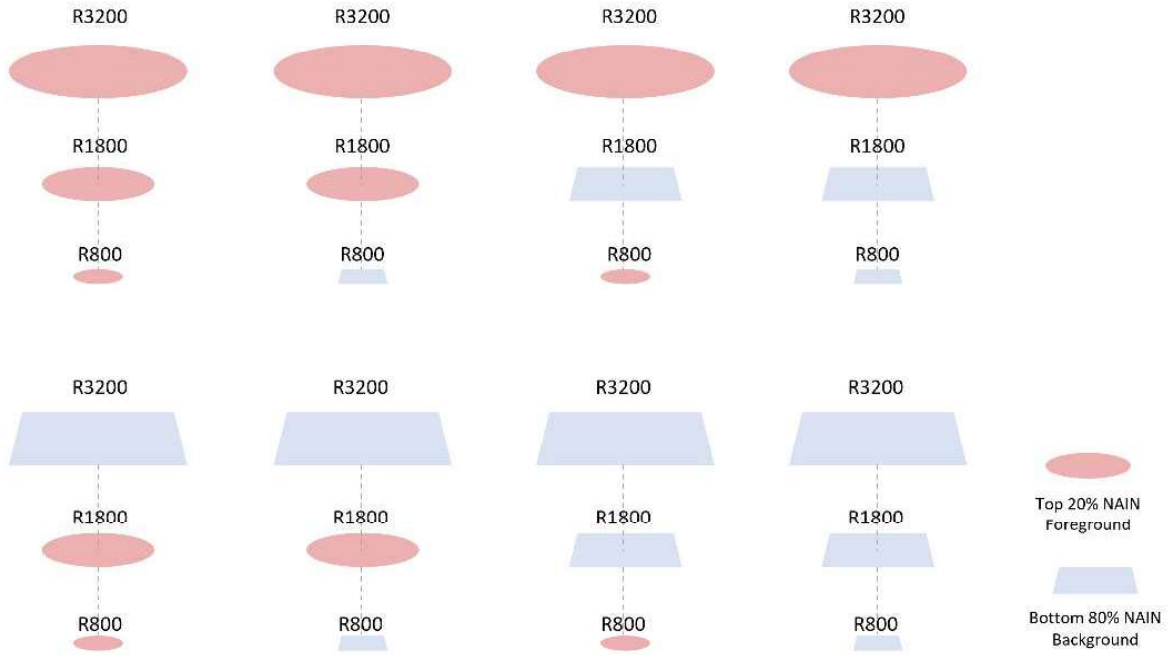 R3200 R3200 R3200 R3200
R1800 R1800 R1800 R1800
R800 R800 R800 R800
R3200 R3200 R3200 R3200
R1800 R1800 R1800 R1800
R800 R800 R800 R800
Top 20% NAIN
Foreground
Bottom 80% NAIN
Background